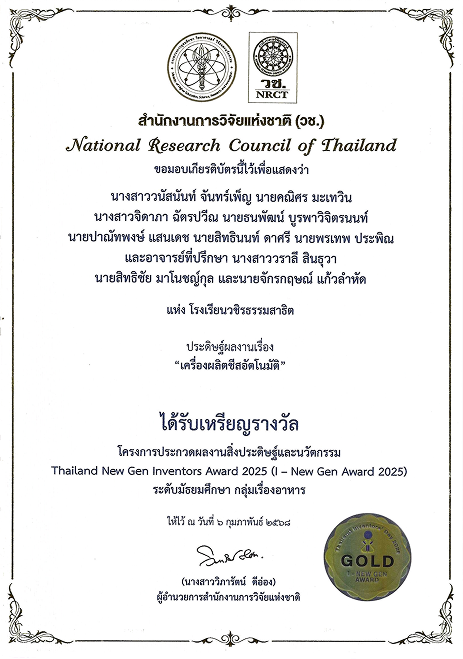 วช.
NRCT
สำนักงานการวิจัยแห่งชาติ (วช.)
National Research Council of Thailand
ขอมอบเกียรติบัตรนี้ไว้เพื่อแสดงว่า
นางสาววนัสนันท์ จันทร์เพ็ญ นายคณิศร มะเทวิน
นางสาวจิดาภา ฉัตรปวีณ นายธนพัฒน์ บูรพาวิจิตรนนท์
นายปาณัทพงษ์ แสนเดช นายสิทธินนท์ ดาศรี นายพรเทพ ประพิณ
และอาจารย์ที่ปรึกษา นางสาววราลี สินธุวา
นายสิทธิชัย มาโนชญ์กุล และนายจักรกฤษณ์ แก้วลำหัด
แห่ง โรงเรียนวชิรธรรมสาธิต
ประดิษฐ์ผลงานเรื่อง
“เครื่องผลิตชีสอัตโนมัติ”
ได้รับเหรียญรางวัล
โครงการประกวดผลงานสิ่งประดิษฐ์และนวัตกรรม
Thailand New Gen Inventors Award 2025 (I – New Gen Award 2025)
ระดับมัธยมศึกษา กลุ่มเรื่องอาหาร
ให้ไว้ ณ วันที่ ๖ กุมภาพันธ์ ๒๕๖๘
GOLD
I - NEW GEN
AWARD
(นางสาววิภารัตน์ ดีอ่อง)
ผู้อำนวยการสำนักงานการวิจัยแห่งชาติ